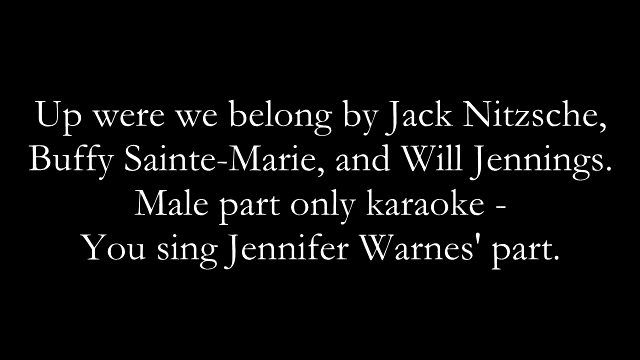 Up were we belong by Jack Nitzsche,
Buffy Sainte-Marie, and Will Jennings.
Male part only karaoke -
You sing Jennifer Warnes' part.